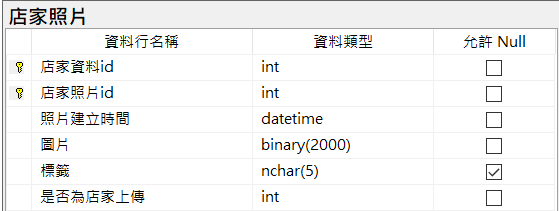 店家照片
資料行名稱 資料類型 允許 Null
店家資料id int
店家照片id int
照片建立時間 datetime
圖片 binary(2000)
標籤 nchar(5)
是否為店家上傳 int